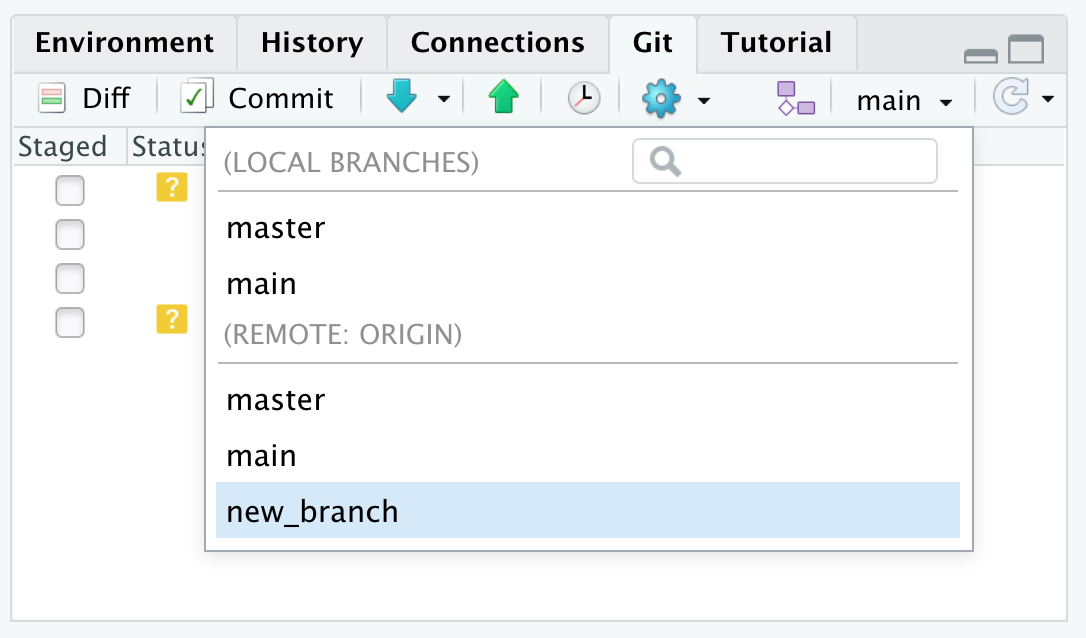 Environment History Connections Git Tutorial
Diff Commit main
Staged Status
(LOCAL BRANCHES)
?
master
main
?
(REMOTE: ORIGIN)
master
main
new_branch